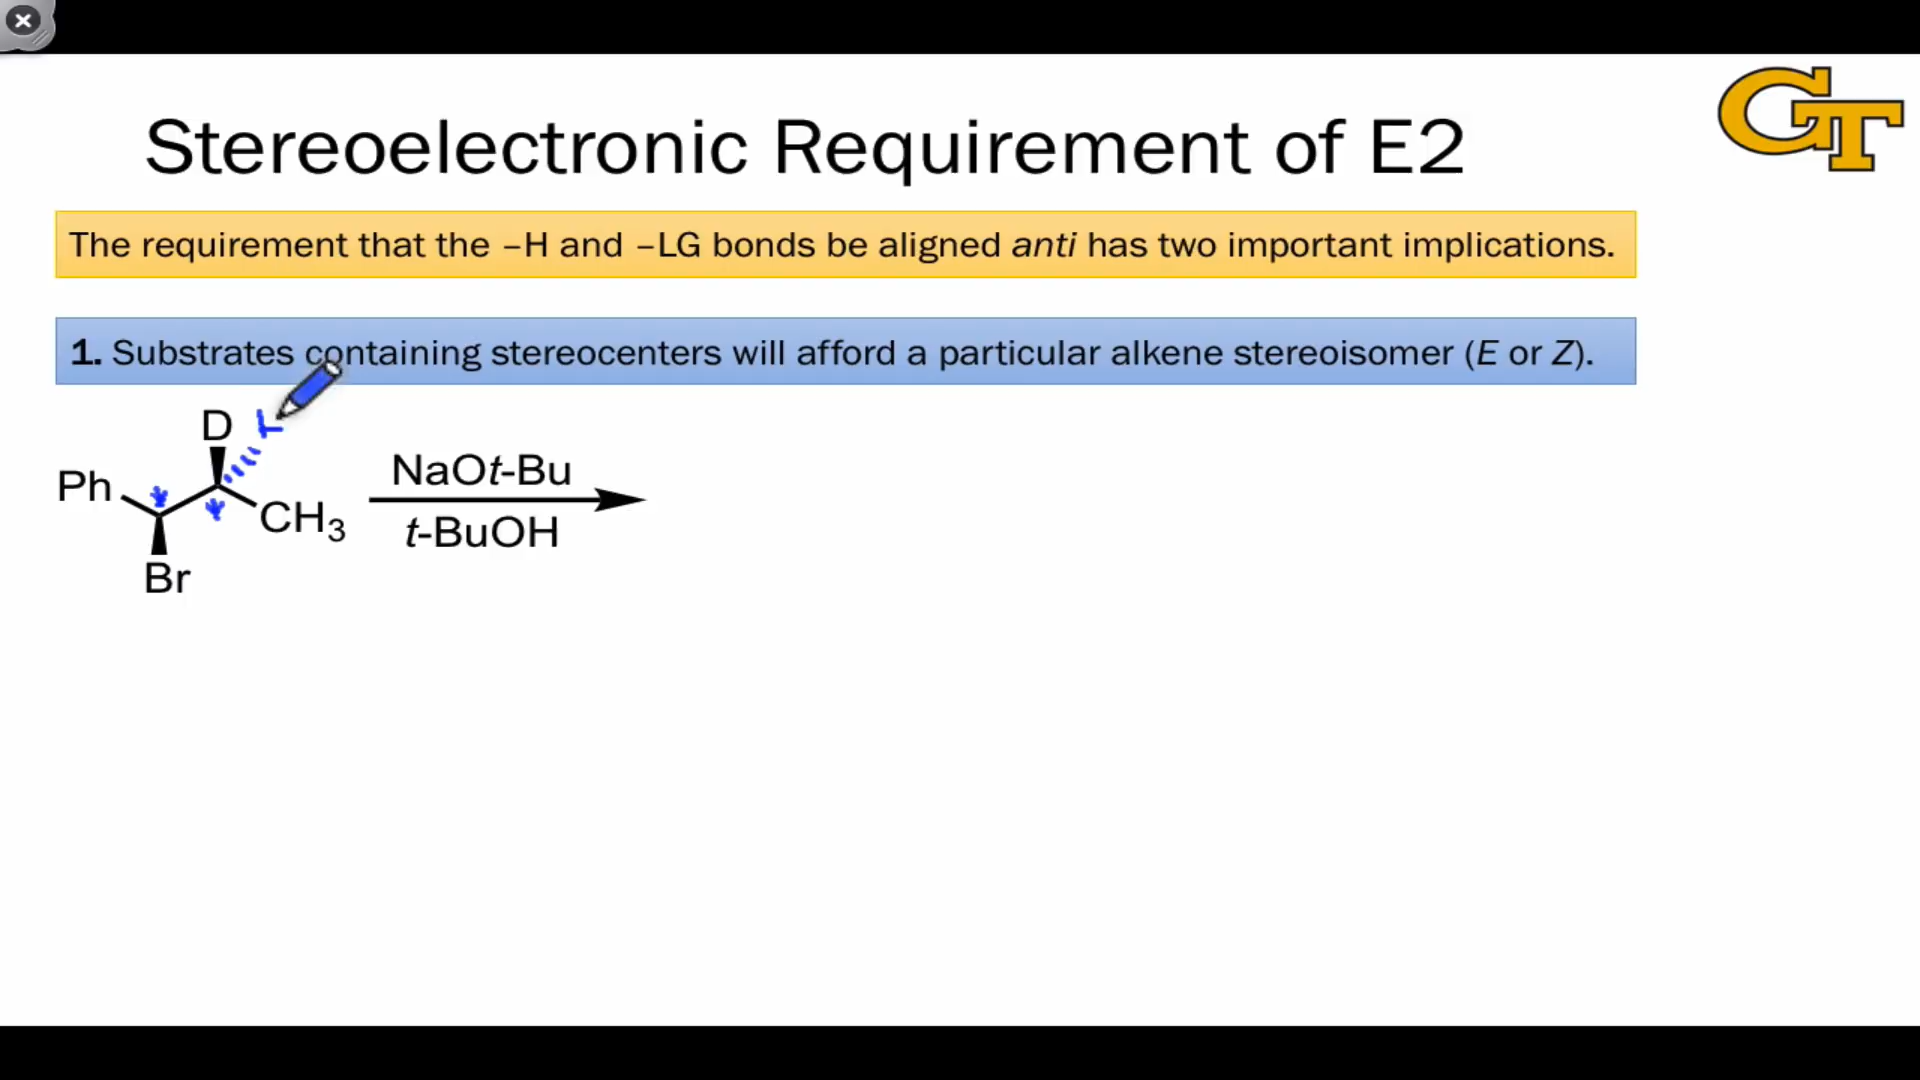 GT
Stereoelectronic Requirement of E2
The requirement that the –H and –LG bonds be aligned anti has two important implications.
1. Substrates containing stereocenters will afford a particular alkene stereoisomer (E or Z).
D
Ph
CH3
Br
NaOt-Bu
t-BuOH